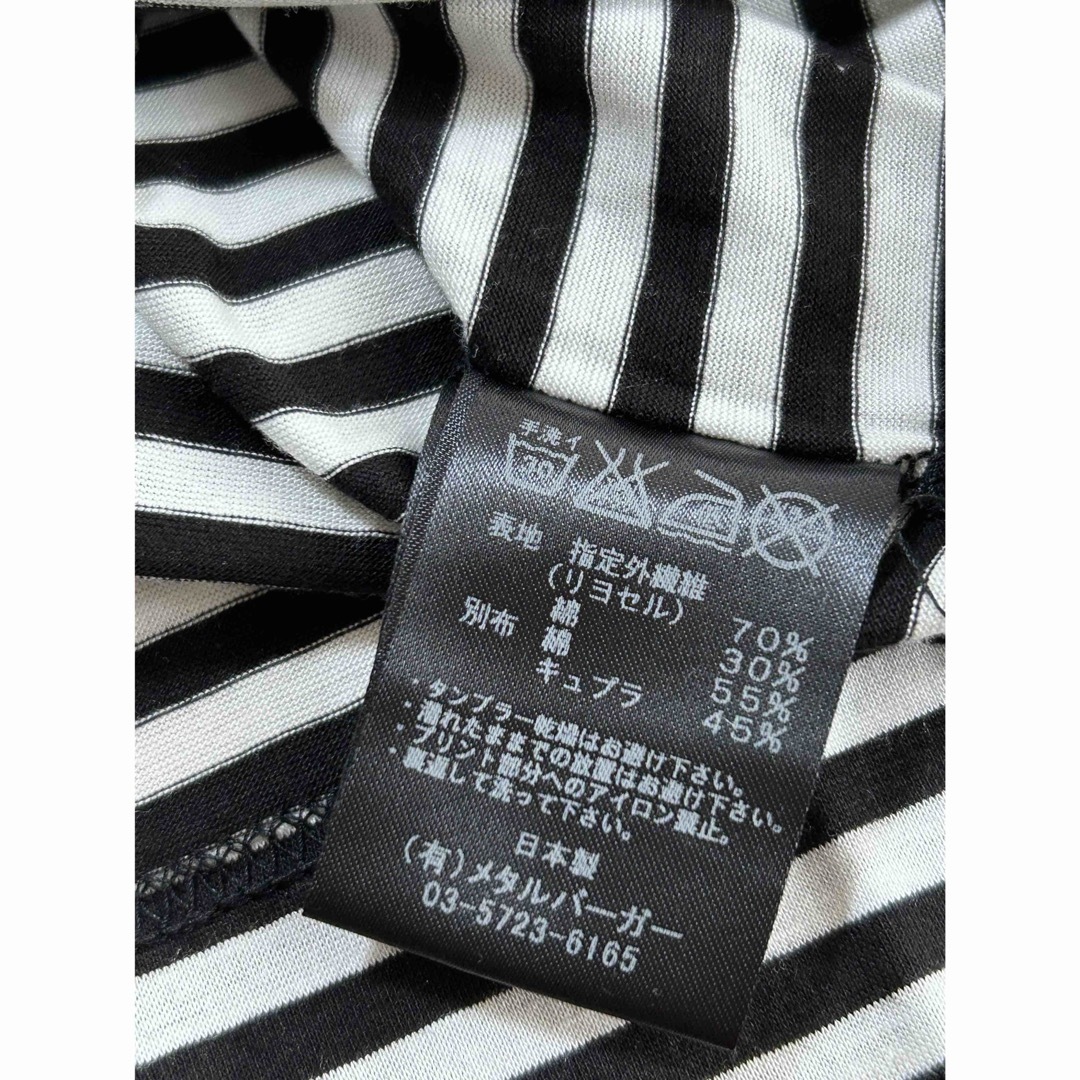 手洗イ
30
表地 指定外繊維
(リヨセル) 70%
綿 30%
別布 綿 55%
キュプラ 45%
・タンブラー乾燥はお避け下さい。
・濡れたままでの放置はお避け下さい。
・プリント部分へのアイロン禁止。
裏返して洗って下さい。
日本製
(有)メタルバーガー
03-5723-6165